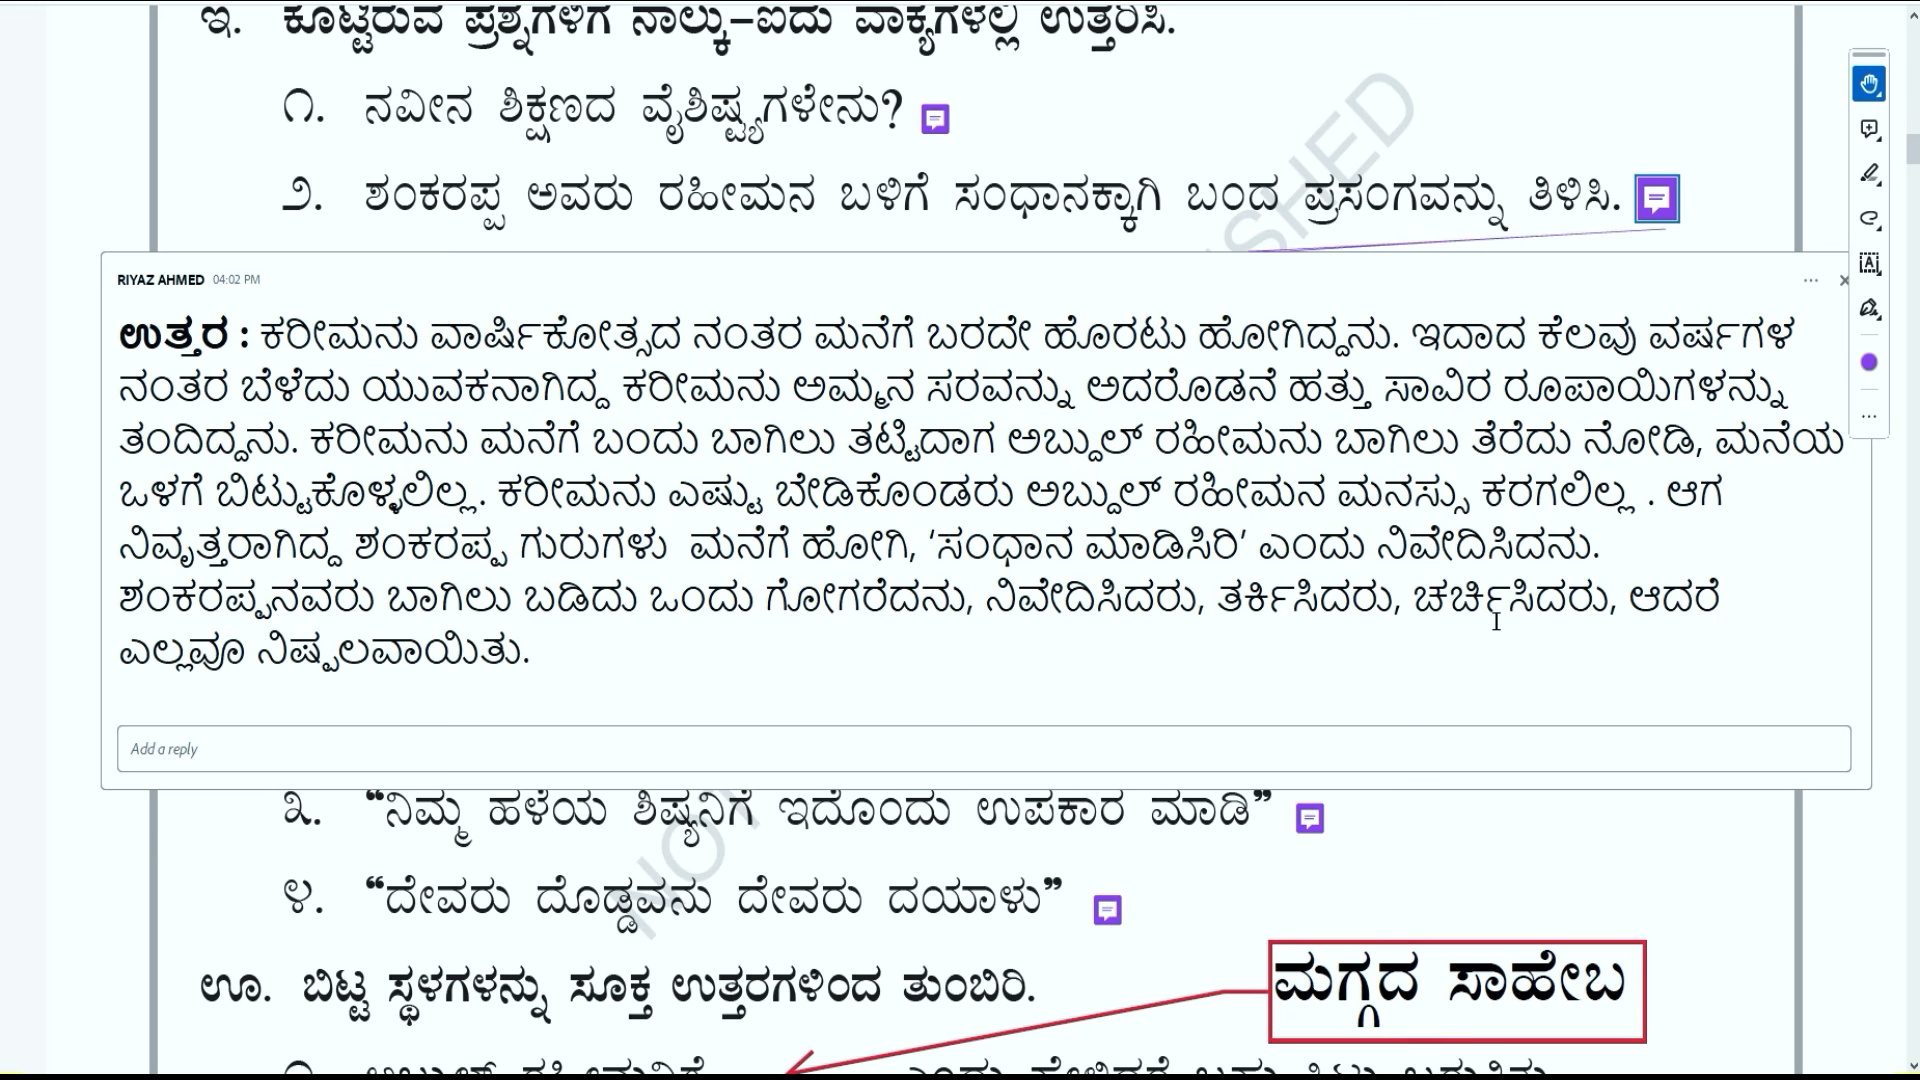 ಇ. ಕೊಟ್ಟಿರುವ ಪ್ರಶ್ನೆಗಳಿಗೆ ನಾಲ್ಕು-ಐದು ವಾಕ್ಯಗಳಲ್ಲಿ ಉತ್ತರಿಸಿ.
೧. ನವೀನ ಶಿಕ್ಷಣದ ವೈಶಿಷ್ಟ್ಯಗಳೇನು?
೨. ಶಂಕರಪ್ಪ ಅವರು ರಹೀಮನ ಬಳಿಗೆ ಸಂಧಾನಕ್ಕಾಗಿ ಬಂದ ಪ್ರಸಂಗವನ್ನು ತಿಳಿಸಿ.
RIYAZ AHMED 04:02 PM
ಉತ್ತರ : ಕರೀಮನು ವಾರ್ಷಿಕೋತ್ಸದ ನಂತರ ಮನೆಗೆ ಬರದೇ ಹೊರಟು ಹೋಗಿದ್ದನು. ಇದಾದ ಕೆಲವು ವರ್ಷಗಳ
ನಂತರ ಬೆಳೆದು ಯುವಕನಾಗಿದ್ದ ಕರೀಮನು ಅಮ್ಮನ ಸರವನ್ನು ಅದರೊಡನೆ ಹತ್ತು ಸಾವಿರ ರೂಪಾಯಿಗಳನ್ನು
ತಂದಿದ್ದನು. ಕರೀಮನು ಮನೆಗೆ ಬಂದು ಬಾಗಿಲು ತಟ್ಟಿದಾಗ ಅಬ್ದುಲ್ ರಹೀಮನು ಬಾಗಿಲು ತೆರೆದು ನೋಡಿ, ಮನೆಯ
ಒಳಗೆ ಬಿಟ್ಟುಕೊಳ್ಳಲಿಲ್ಲ. ಕರೀಮನು ಎಷ್ಟು ಬೇಡಿಕೊಂಡರು ಅಬ್ದುಲ್ ರಹೀಮನ ಮನಸ್ಸು ಕರಗಲಿಲ್ಲ . ಆಗ
ನಿವೃತ್ತರಾಗಿದ್ದ ಶಂಕರಪ್ಪ ಗುರುಗಳು ಮನೆಗೆ ಹೋಗಿ, ‘ಸಂಧಾನ ಮಾಡಿಸಿರಿ’ ಎಂದು ನಿವೇದಿಸಿದನು.
ಶಂಕರಪ್ಪನವರು ಬಾಗಿಲು ಬಡಿದು ಒಂದು ಗೋಗರೆದನು, ನಿವೇದಿಸಿದರು, ತರ್ಕಿಸಿದರು, ಚರ್ಚಿಸಿದರು, ಆದರೆ
ಎಲ್ಲವೂ ನಿಷ್ಪಲವಾಯಿತು.
Add a reply
೩. “ನಿಮ್ಮ ಹಳೆಯ ಶಿಷ್ಯನಿಗೆ ಇದೊಂದು ಉಪಕಾರ ಮಾಡಿ”
೪. “ದೇವರು ದೊಡ್ಡವನು ದೇವರು ದಯಾಳು”
ಊ. ಬಿಟ್ಟ ಸ್ಥಳಗಳನ್ನು ಸೂಕ್ತ ಉತ್ತರಗಳಿಂದ ತುಂಬಿರಿ.
ಮಗ್ಗದ ಸಾಹೇಬ